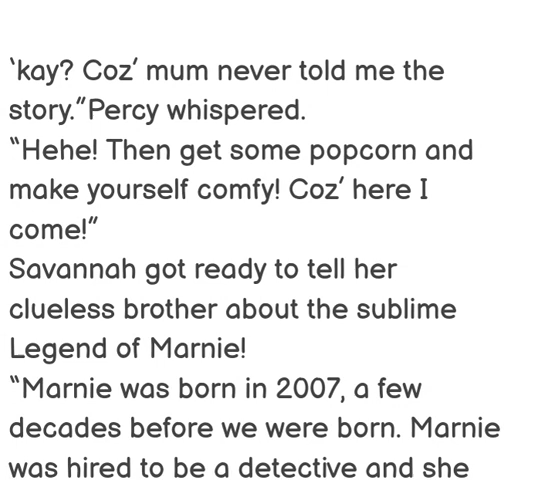 ‘kay? Coz’ mum never told me the
story.”Percy whispered.
“Hehe! Then get some popcorn and
make yourself comfy! Coz’ here I
come!”
Savannah got ready to tell her
clueless brother about the sublime
Legend of Marnie!
“Marnie was born in 2007, a few
decades before we were born. Marnie
was hired to be a detective and she